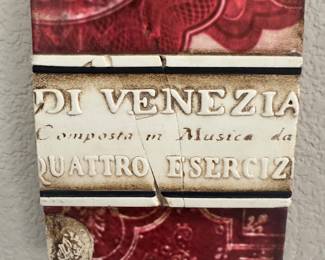 DI VENEZIA
Composta in Musica da
QUATTRO ESERCIZ